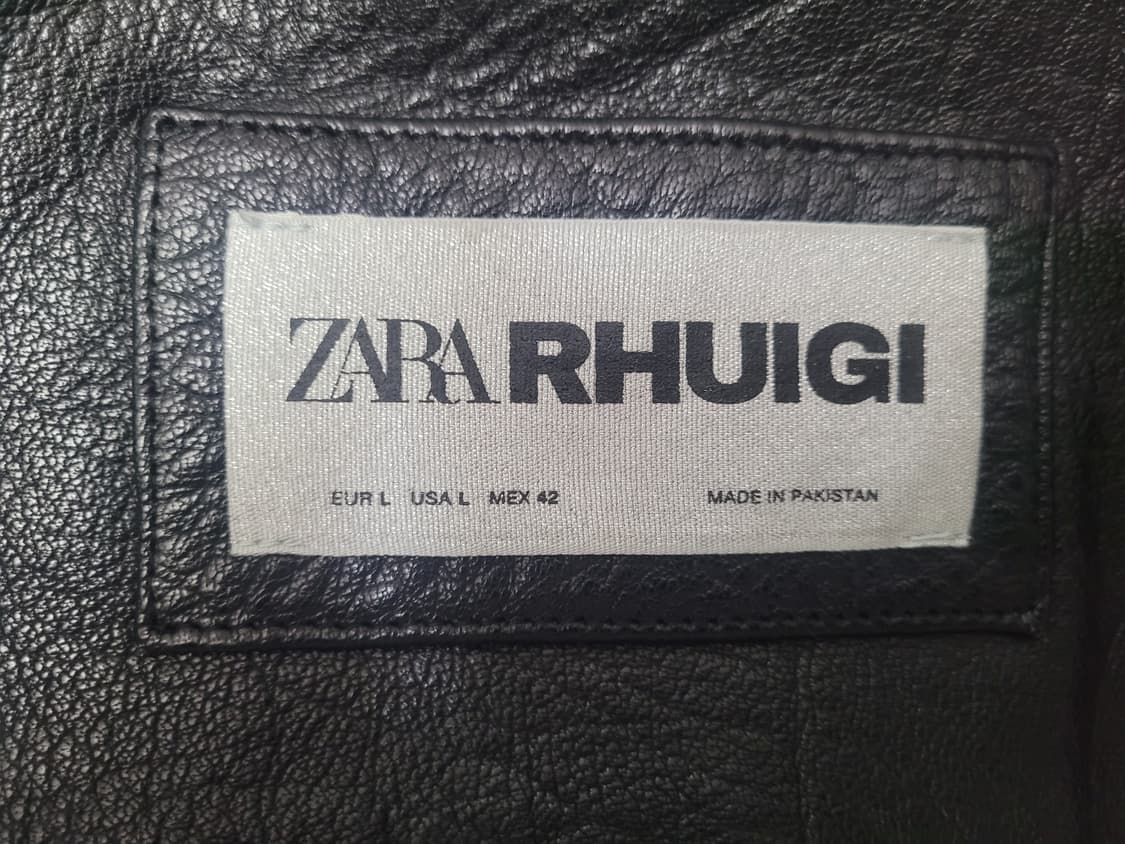 ZARA RHUIGI
EUR L USA L MEX 42 MADE IN PAKISTAN